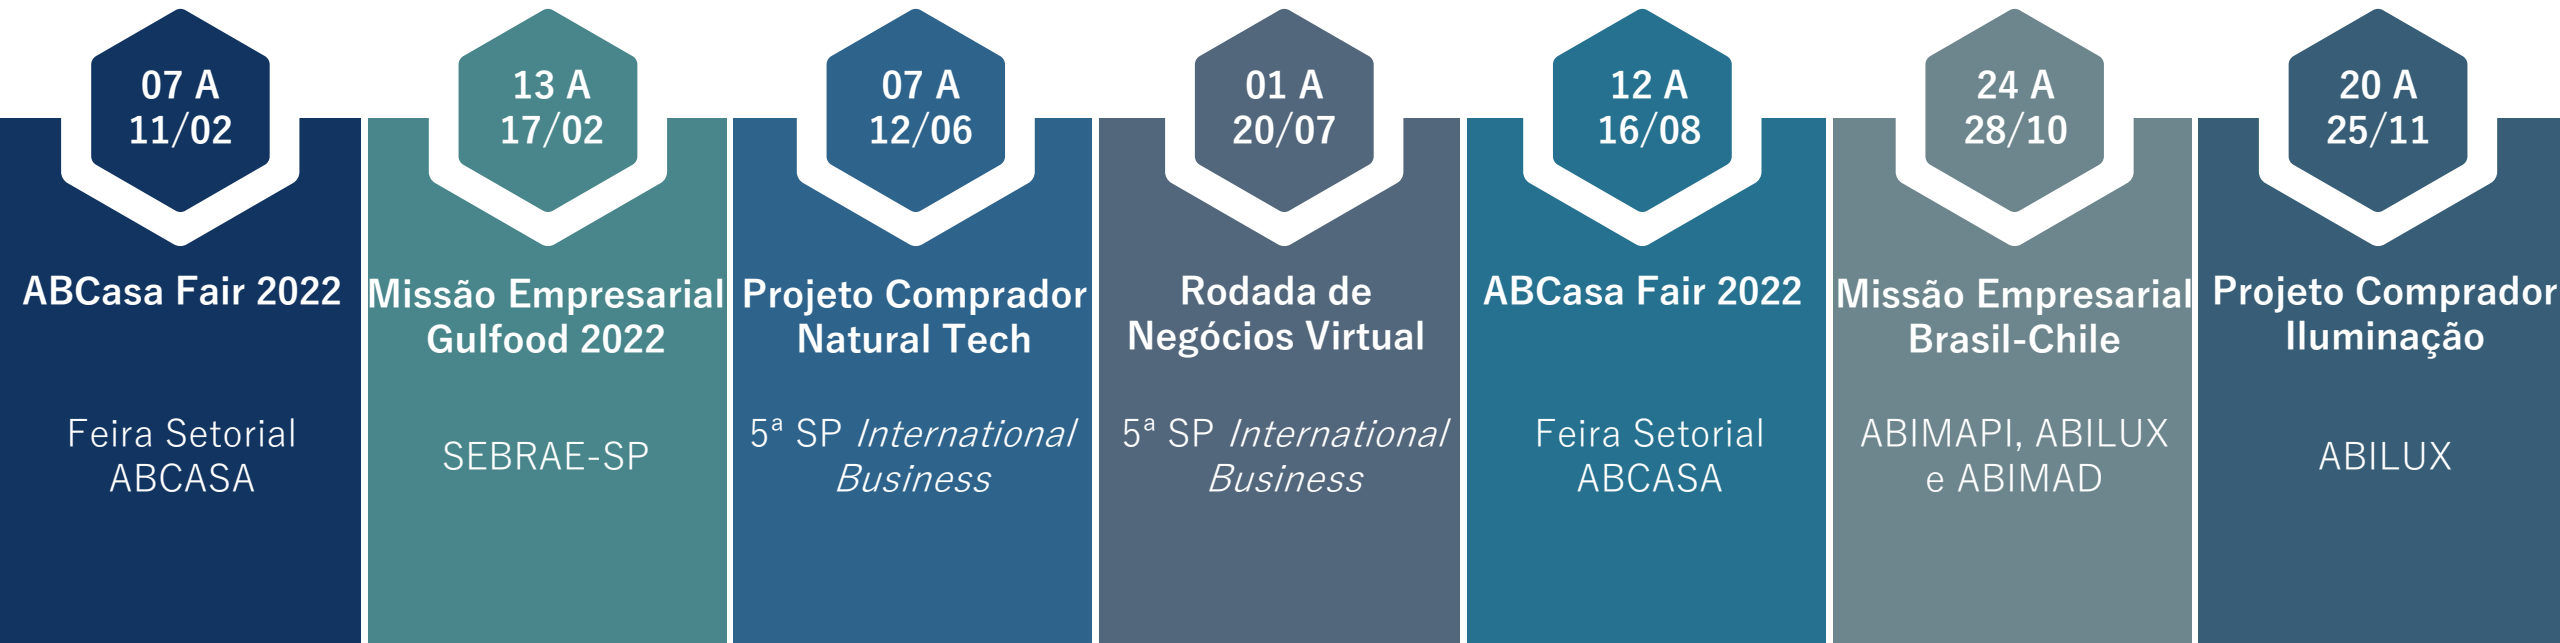 07 A
11/02
ABCasa Fair 2022
Feira Setorial
ABCASA
13 A
17/02
Missão Empresarial
Gulfood 2022
SEBRAE-SP
07 A
12/06
Projeto Comprador
Natural Tech
5ª SP International
Business
01 A
20/07
Rodada de
Negócios Virtual
5ª SP International
Business
12 A
16/08
ABCasa Fair 2022
Feira Setorial
ABCASA
24 A
28/10
Missão Empresarial
Brasil-Chile
ABIMAPI, ABILUX
e ABIMAD
20 A
25/11
Projeto Comprador
Iluminação
ABILUX